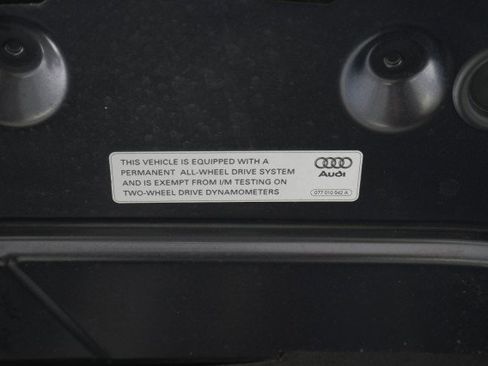 THIS VEHICLE IS EQUIPPED WITH A
PERMANENT ALL-WHEEL DRIVE SYSTEM
AND IS EXEMPT FROM I/M TESTING ON
TWO-WHEEL DRIVE DYNAMOMETERS
Audi
077 010 042 A